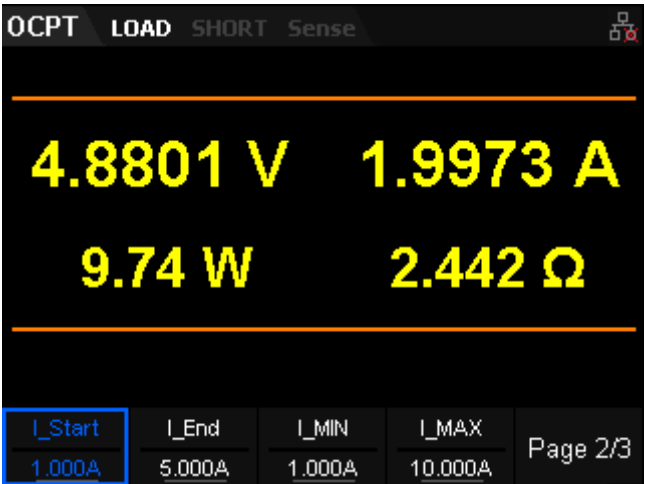 OCPT LOAD SHORT Sense
4.8801 V 1.9973 A
9.74 W 2.442 Ω
I_Start I_End I_MIN I_MAX Page 2/3
1.000A 5.000A 1.000A 10.000A